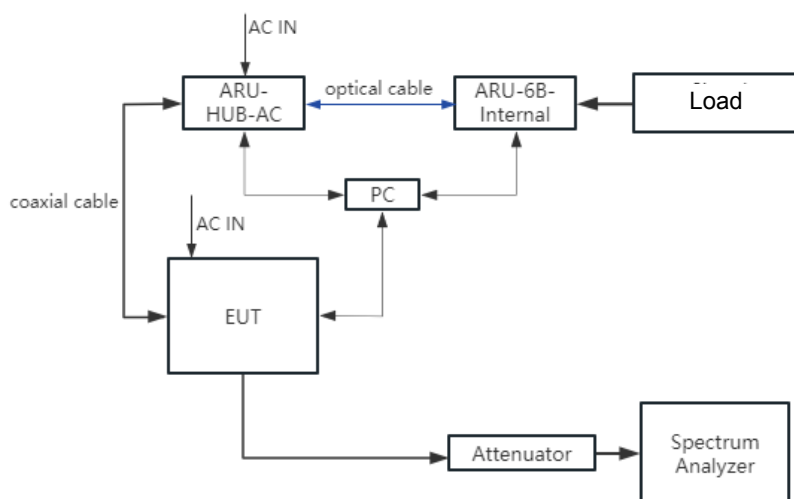 AC IN
ARU-
HUB-AC
optical cable
ARU-6B-
Internal
Load
PC
coaxial cable
AC IN
EUT
Attenuator
Spectrum
Analyzer